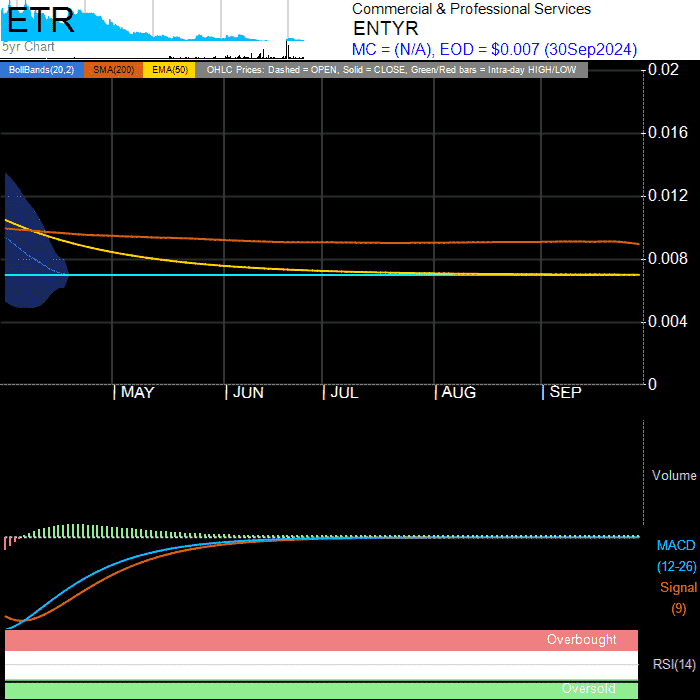 ETR
5yr Chart
Commercial & Professional Services
ENTYR
MC = (N/A), EOD = $0.007 (30Sep2024)
BollBands(20,2) SMA(200) EMA(50) OHLC Prices: Dashed = OPEN, Solid = CLOSE, Green/Red bars = Intra-day HIGH/LOW
0.02
0.016
0.012
0.008
0.004
0
MAY JUN JUL AUG SEP
Volume
MACD
(12-26)
Signal
(9)
Overbought
RSI(14)
Oversold